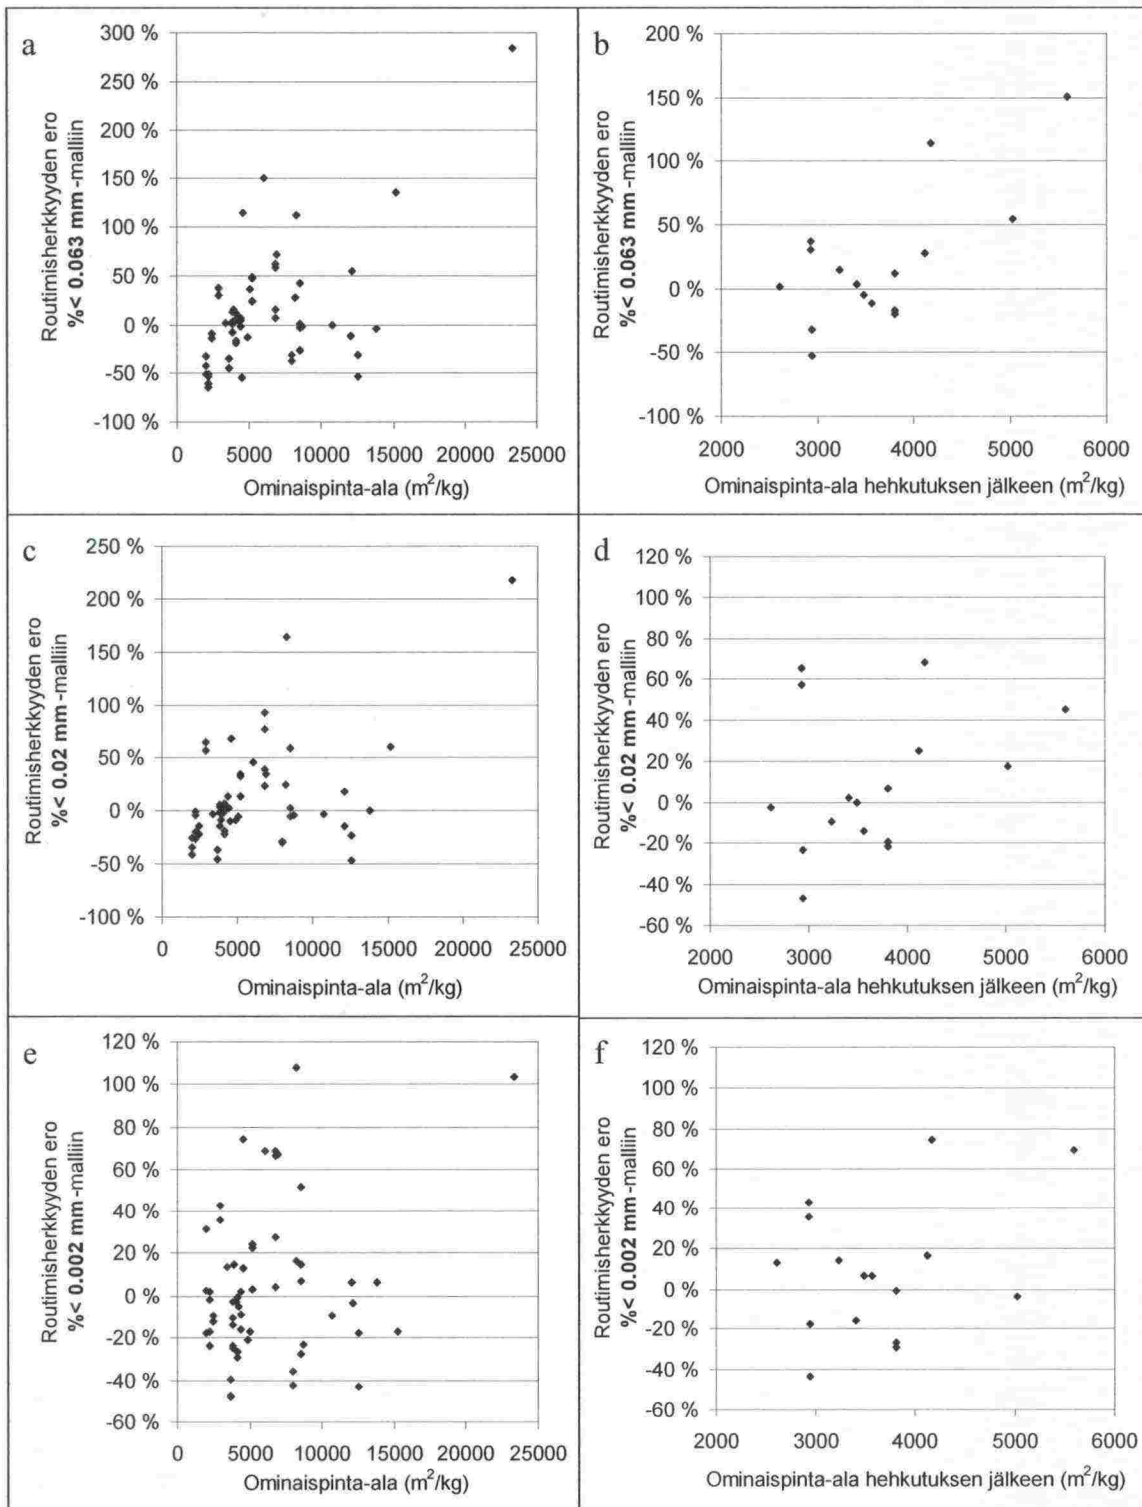 a
300 %
250 %
200 %
150 %
100 %
50 %
0 %
-50 %
-100 %
0 5000 10000 15000 20000 25000
Ominaispinta-ala (m²/kg)
Routimisherkkyyden ero
%< 0.063 mm -malliin
b
200 %
150 %
100 %
50 %
0 %
-50 %
-100 %
2000 3000 4000 5000 6000
Ominaispinta-ala hehkutuksen jälkeen (m²/kg)
Routimisherkkyyden ero
%< 0.063 mm -malliin
c
250 %
200 %
150 %
100 %
50 %
0 %
-50 %
-100 %
0 5000 10000 15000 20000 25000
Ominaispinta-ala (m²/kg)
Routimisherkkyyden ero
%< 0.02 mm -malliin
d
120 %
100 %
80 %
60 %
40 %
20 %
0 %
-20 %
-40 %
-60 %
2000 3000 4000 5000 6000
Ominaispinta-ala hehkutuksen jälkeen (m²/kg)
Routimisherkkyyden ero
%< 0.02 mm -malliin
e
120 %
100 %
80 %
60 %
40 %
20 %
0 %
-20 %
-40 %
-60 %
0 5000 10000 15000 20000 25000
Ominaispinta-ala (m²/kg)
Routimisherkkyyden ero
%< 0.002 mm -malliin
f
120 %
100 %
80 %
60 %
40 %
20 %
0 %
-20 %
-40 %
-60 %
2000 3000 4000 5000 6000
Ominaispinta-ala hehkutuksen jälkeen (m²/kg)
Routimisherkkyyden ero
%< 0.002 mm -malliin